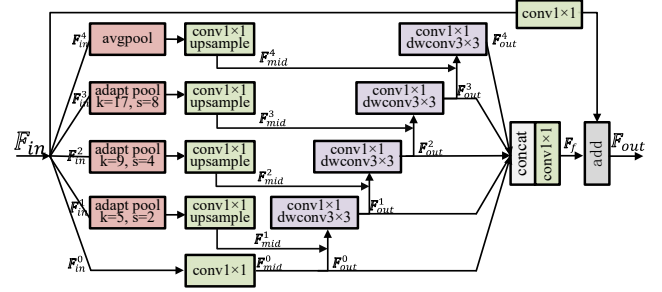 conv1×1
F⁴in
avgpool
conv1×1
upsample
conv1×1
dwconv3×3
F⁴out
F⁴mid
F³in
adapt pool
k=17, s=8
conv1×1
upsample
conv1×1
dwconv3×3
F³out
F³mid
𝔽in
F²in
adapt pool
k=9, s=4
conv1×1
upsample
conv1×1
dwconv3×3
F²out
concat
conv1×1
Ff
add
𝔽out
F²mid
F¹in
adapt pool
k=5, s=2
conv1×1
upsample
conv1×1
dwconv3×3
F¹out
F¹mid
F⁰in
conv1×1
F⁰mid
F⁰out